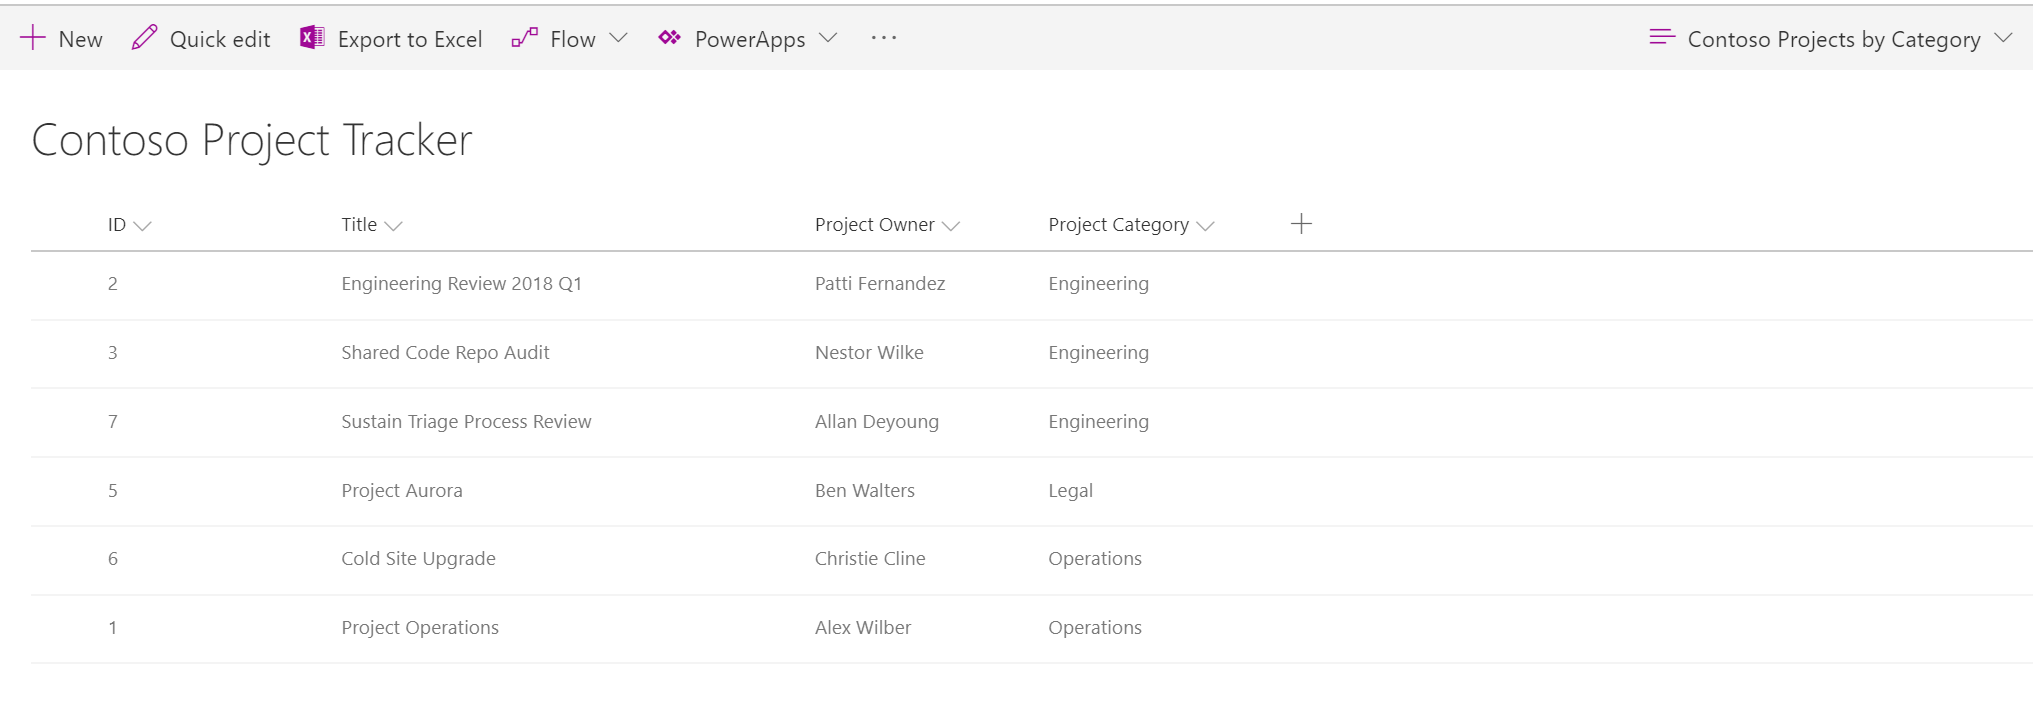 New Quick edit Export to Excel Flow PowerApps ... Contoso Projects by Category
Contoso Project Tracker
ID Title Project Owner Project Category
2 Engineering Review 2018 Q1 Patti Fernandez Engineering
3 Shared Code Repo Audit Nestor Wilke Engineering
7 Sustain Triage Process Review Allan Deyoung Engineering
5 Project Aurora Ben Walters Legal
6 Cold Site Upgrade Christie Cline Operations
1 Project Operations Alex Wilber Operations